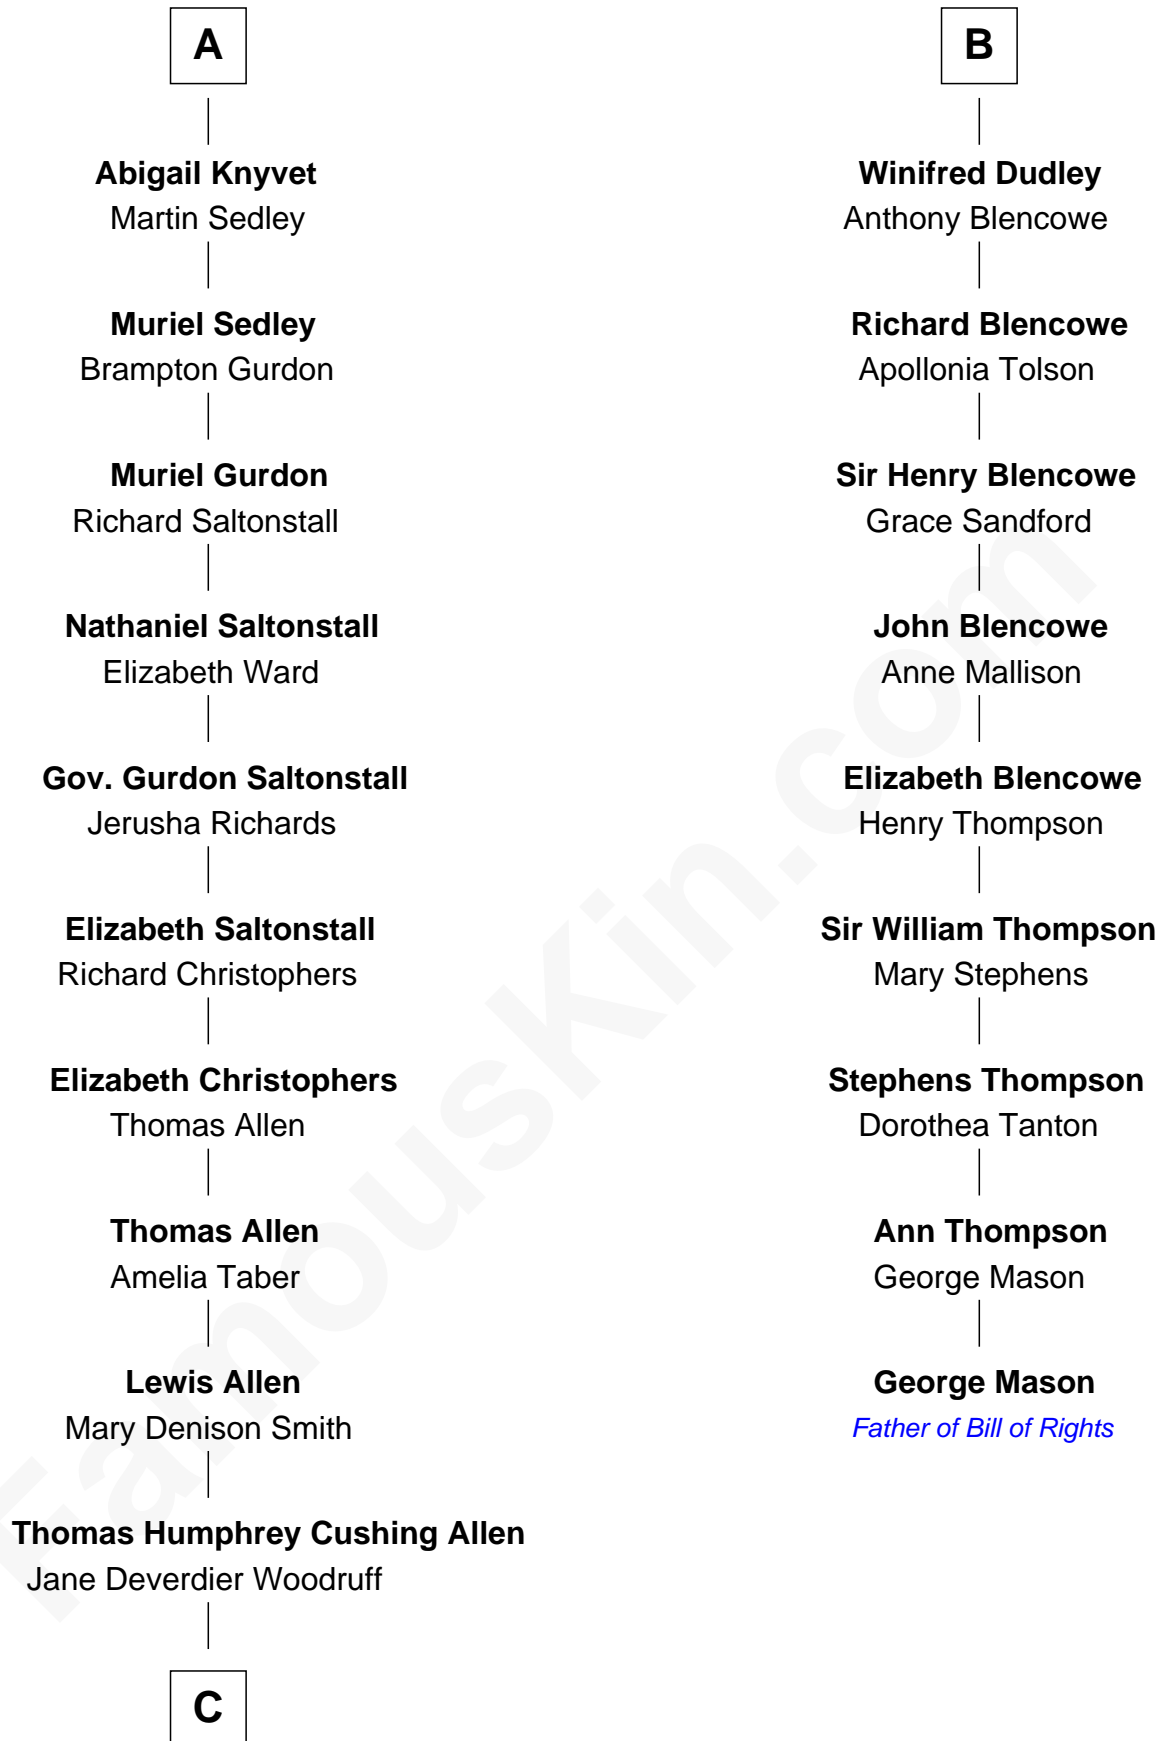 A
Abigail Knyvet
Martin Sedley
Muriel Sedley
Brampton Gurdon
Muriel Gurdon
Richard Saltonstall
Nathaniel Saltonstall
Elizabeth Ward
Gov. Gurdon Saltonstall
Jerusha Richards
Elizabeth Saltonstall
Richard Christophers
Elizabeth Christophers
Thomas Allen
Thomas Allen
Amelia Taber
Lewis Allen
Mary Denison Smith
Thomas Humphrey Cushing Allen
Jane Deverdier Woodruff
C
B
Winifred Dudley
Anthony Blencowe
Richard Blencowe
Apollonia Tolson
Sir Henry Blencowe
Grace Sandford
John Blencowe
Anne Mallison
Elizabeth Blencowe
Henry Thompson
Sir William Thompson
Mary Stephens
Stephens Thompson
Dorothea Tanton
Ann Thompson
George Mason
George Mason
Father of Bill of Rights
FamousKin.com